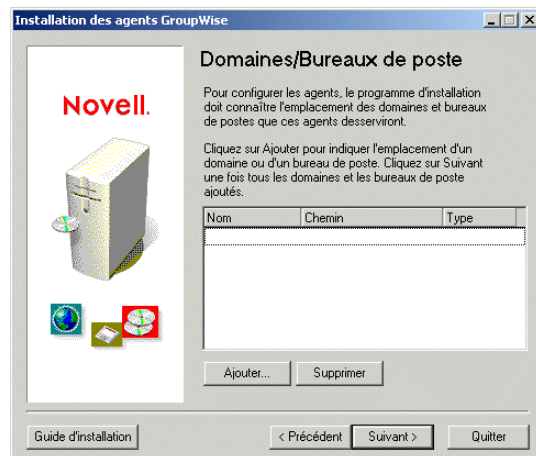 Installation des agents GroupWise
Novell.
Domaines/Bureaux de poste
Pour configurer les agents, le programme d'installation
doit connaître l'emplacement des domaines et bureaux
de postes que ces agents desserviront.
Cliquez sur Ajouter pour indiquer l'emplacement d'un
domaine ou d'un bureau de poste. Cliquez sur Suivant
une fois tous les domaines et les bureaux de poste
ajoutés.
Nom Chemin Type
Ajouter... Supprimer
Guide d'installation < Précédent Suivant > Quitter